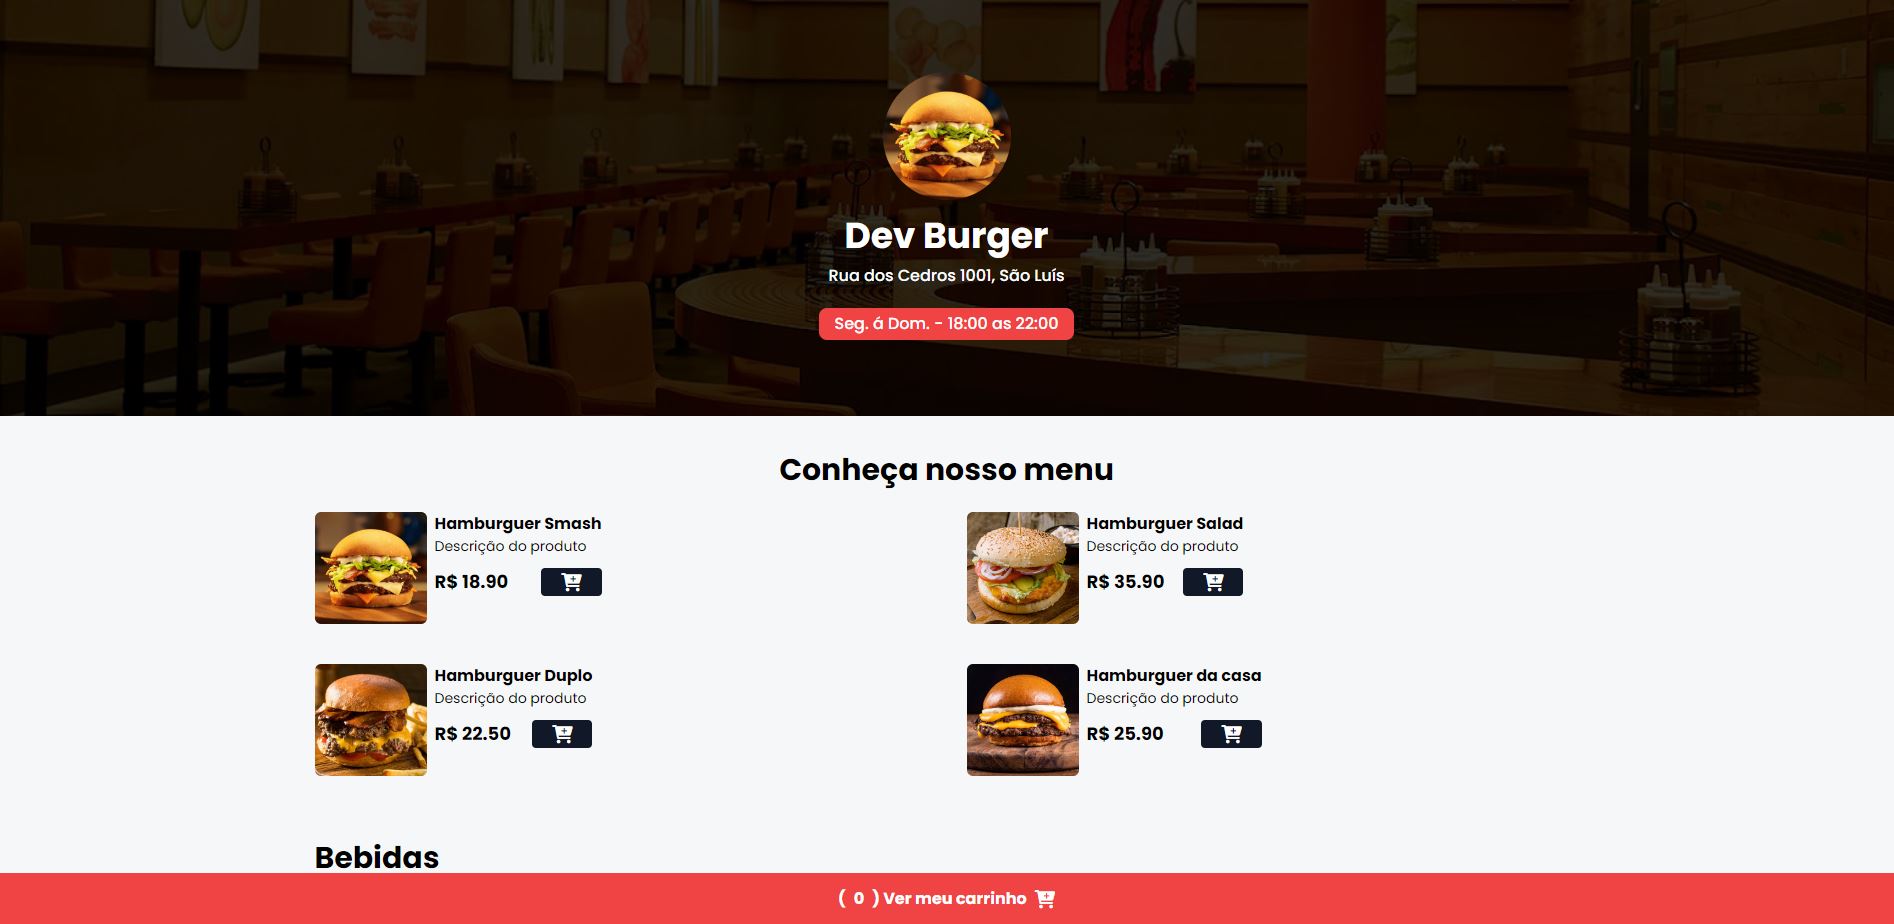 Dev Burger
Rua dos Cedros 1001, São Luís
Seg. á Dom. - 18:00 as 22:00
Conheça nosso menu
Hamburguer Smash
Descrição do produto
R$ 18.90
Hamburguer Salad
Descrição do produto
R$ 35.90
Hamburguer Duplo
Descrição do produto
R$ 22.50
Hamburguer da casa
Descrição do produto
R$ 25.90
Bebidas
( 0 ) Ver meu carrinho